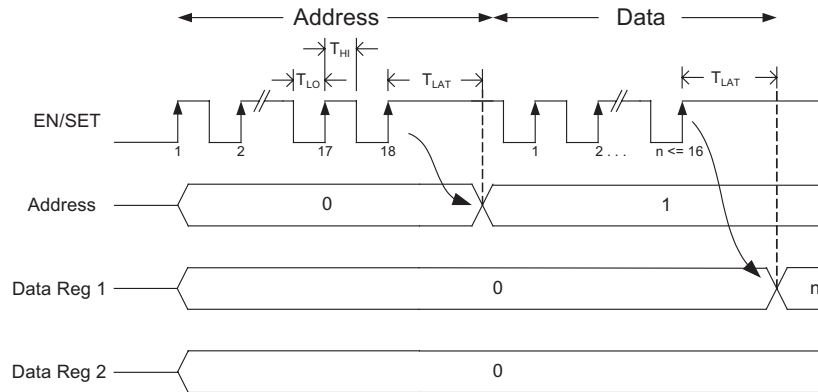 Address Data
T_HI
T_LO T_LAT T_LAT
EN/SET
1 2 17 18 1 2 . . . n <= 16
Address 0 1
Data Reg 1 0 n
Data Reg 2 0